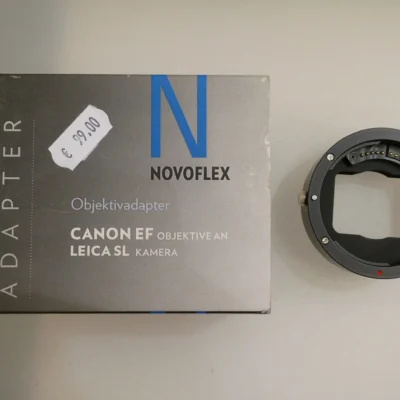 ADAPTER
€ 99.00
N
NOVOFLEX
Objektivadapter
CANON EF OBJEKTIVE AN
LEICA SL KAMERA